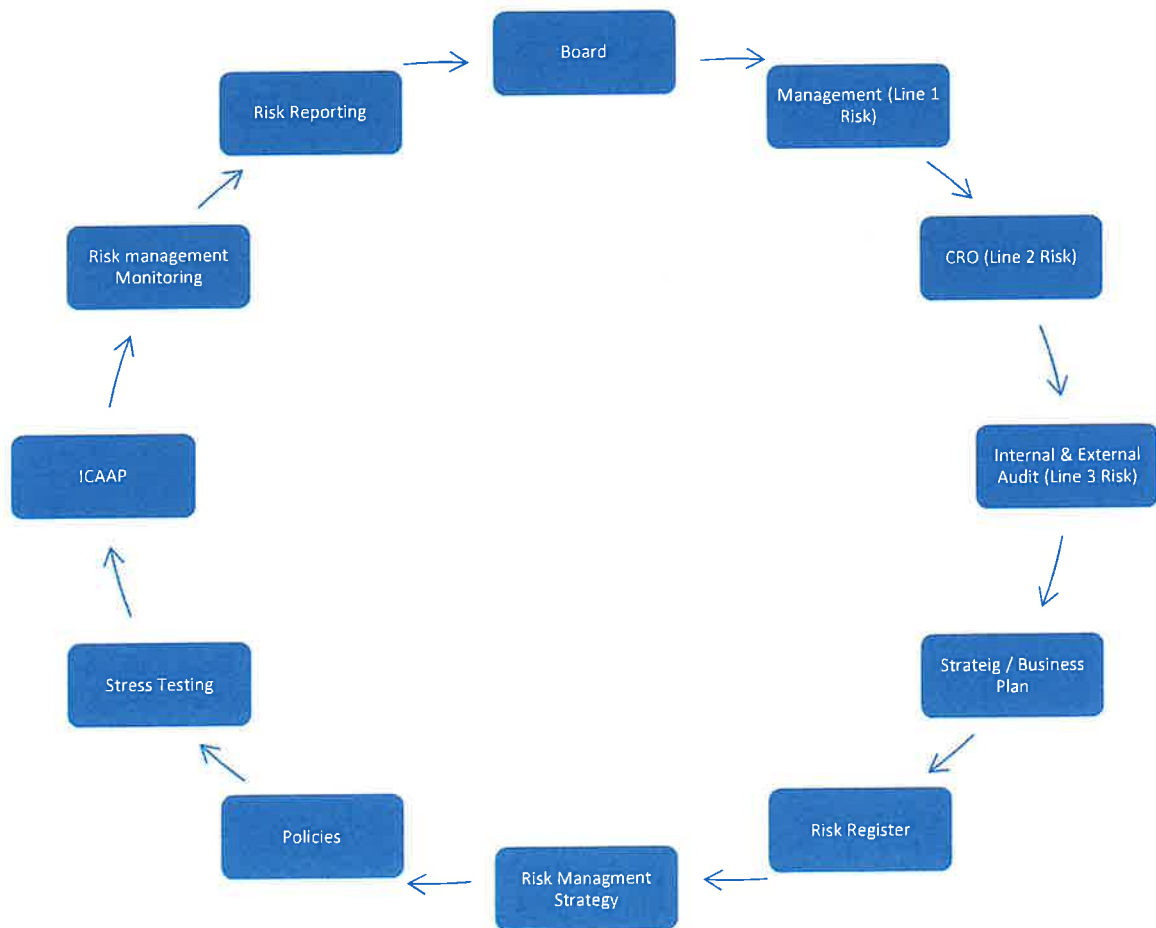 Board
Management (Line 1
Risk)
CRO (Line 2 Risk)
Internal & External
Audit (Line 3 Risk)
Strateig / Business
Plan
Risk Register
Risk Managment
Strategy
Policies
Stress Testing
ICAAP
Risk management
Monitoring
Risk Reporting